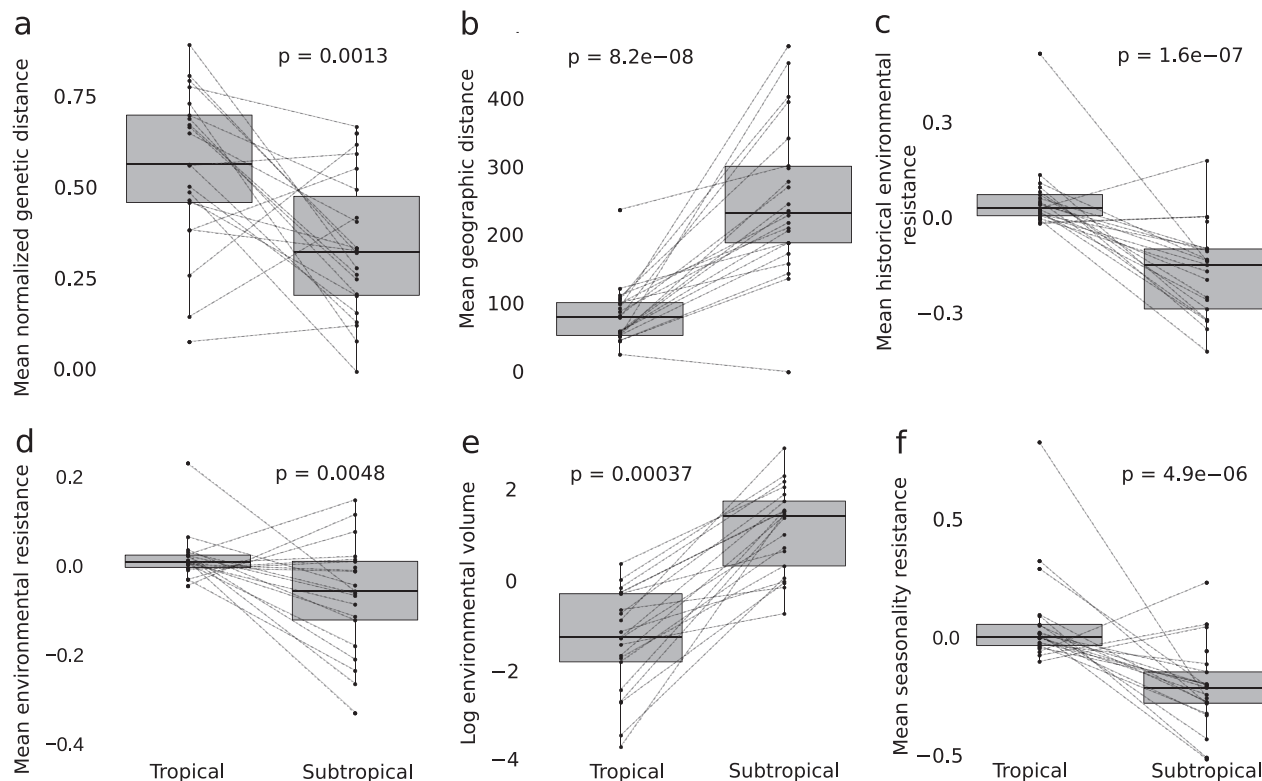 a
p = 0.0013
Mean normalized genetic distance
0.75
0.50
0.25
0.00
b
p = 8.2e−08
Mean geographic distance
400
300
200
100
0
c
p = 1.6e−07
Mean historical environmental
resistance
0.3
0.0
−0.3
d
p = 0.0048
Mean environmental resistance
0.2
0.0
−0.2
−0.4
Tropical
Subtropical
e
p = 0.00037
Log environmental volume
2
0
−2
−4
Tropical
Subtropical
f
p = 4.9e−06
Mean seasonality resistance
0.5
0.0
−0.5
Tropical
Subtropical